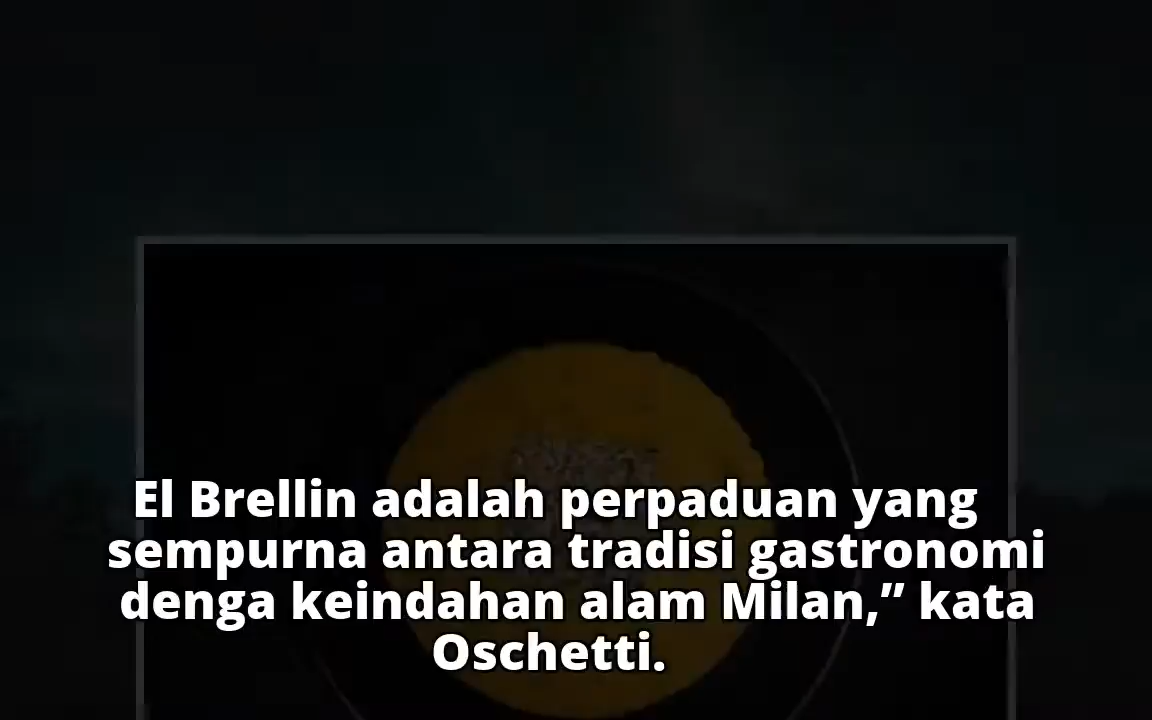 El Brellin adalah perpaduan yang
sempurna antara tradisi gastronomi
denga keindahan alam Milan,” kata
Oschetti.